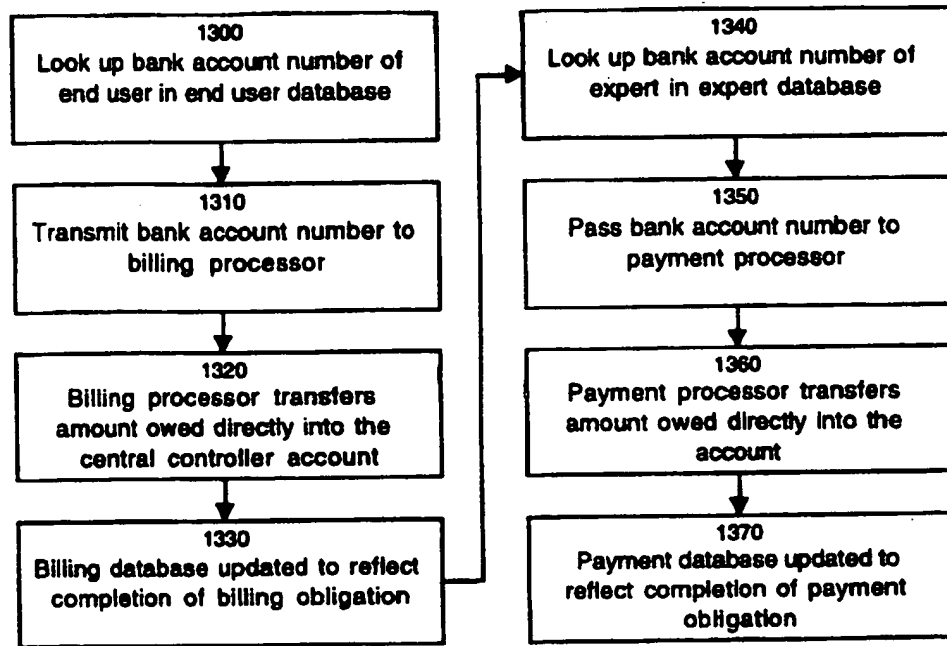 1300
Look up bank account number of
end user in end user database
1310
Transmit bank account number to
billing processor
1320
Billing processor transfers
amount owed directly into the
central controller account
1330
Billing database updated to reflect
completion of billing obligation
1340
Look up bank account number of
expert in expert database
1350
Pass bank account number to
payment processor
1360
Payment processor transfers
amount owed directly into the
account
1370
Payment database updated to
reflect completion of payment
obligation